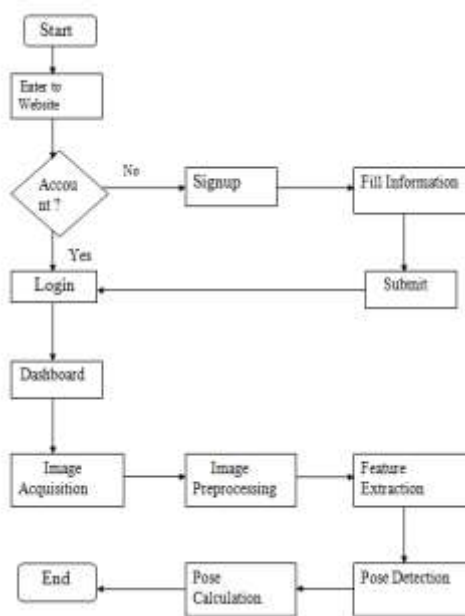 Start
Enter to
Website
Accou
nt ?
No
Signup
Fill Information
Yes
Login
Submit
Dashboard
Image
Acquisition
Image
Preprocessing
Feature
Extraction
End
Pose
Calculation
Pose Detection